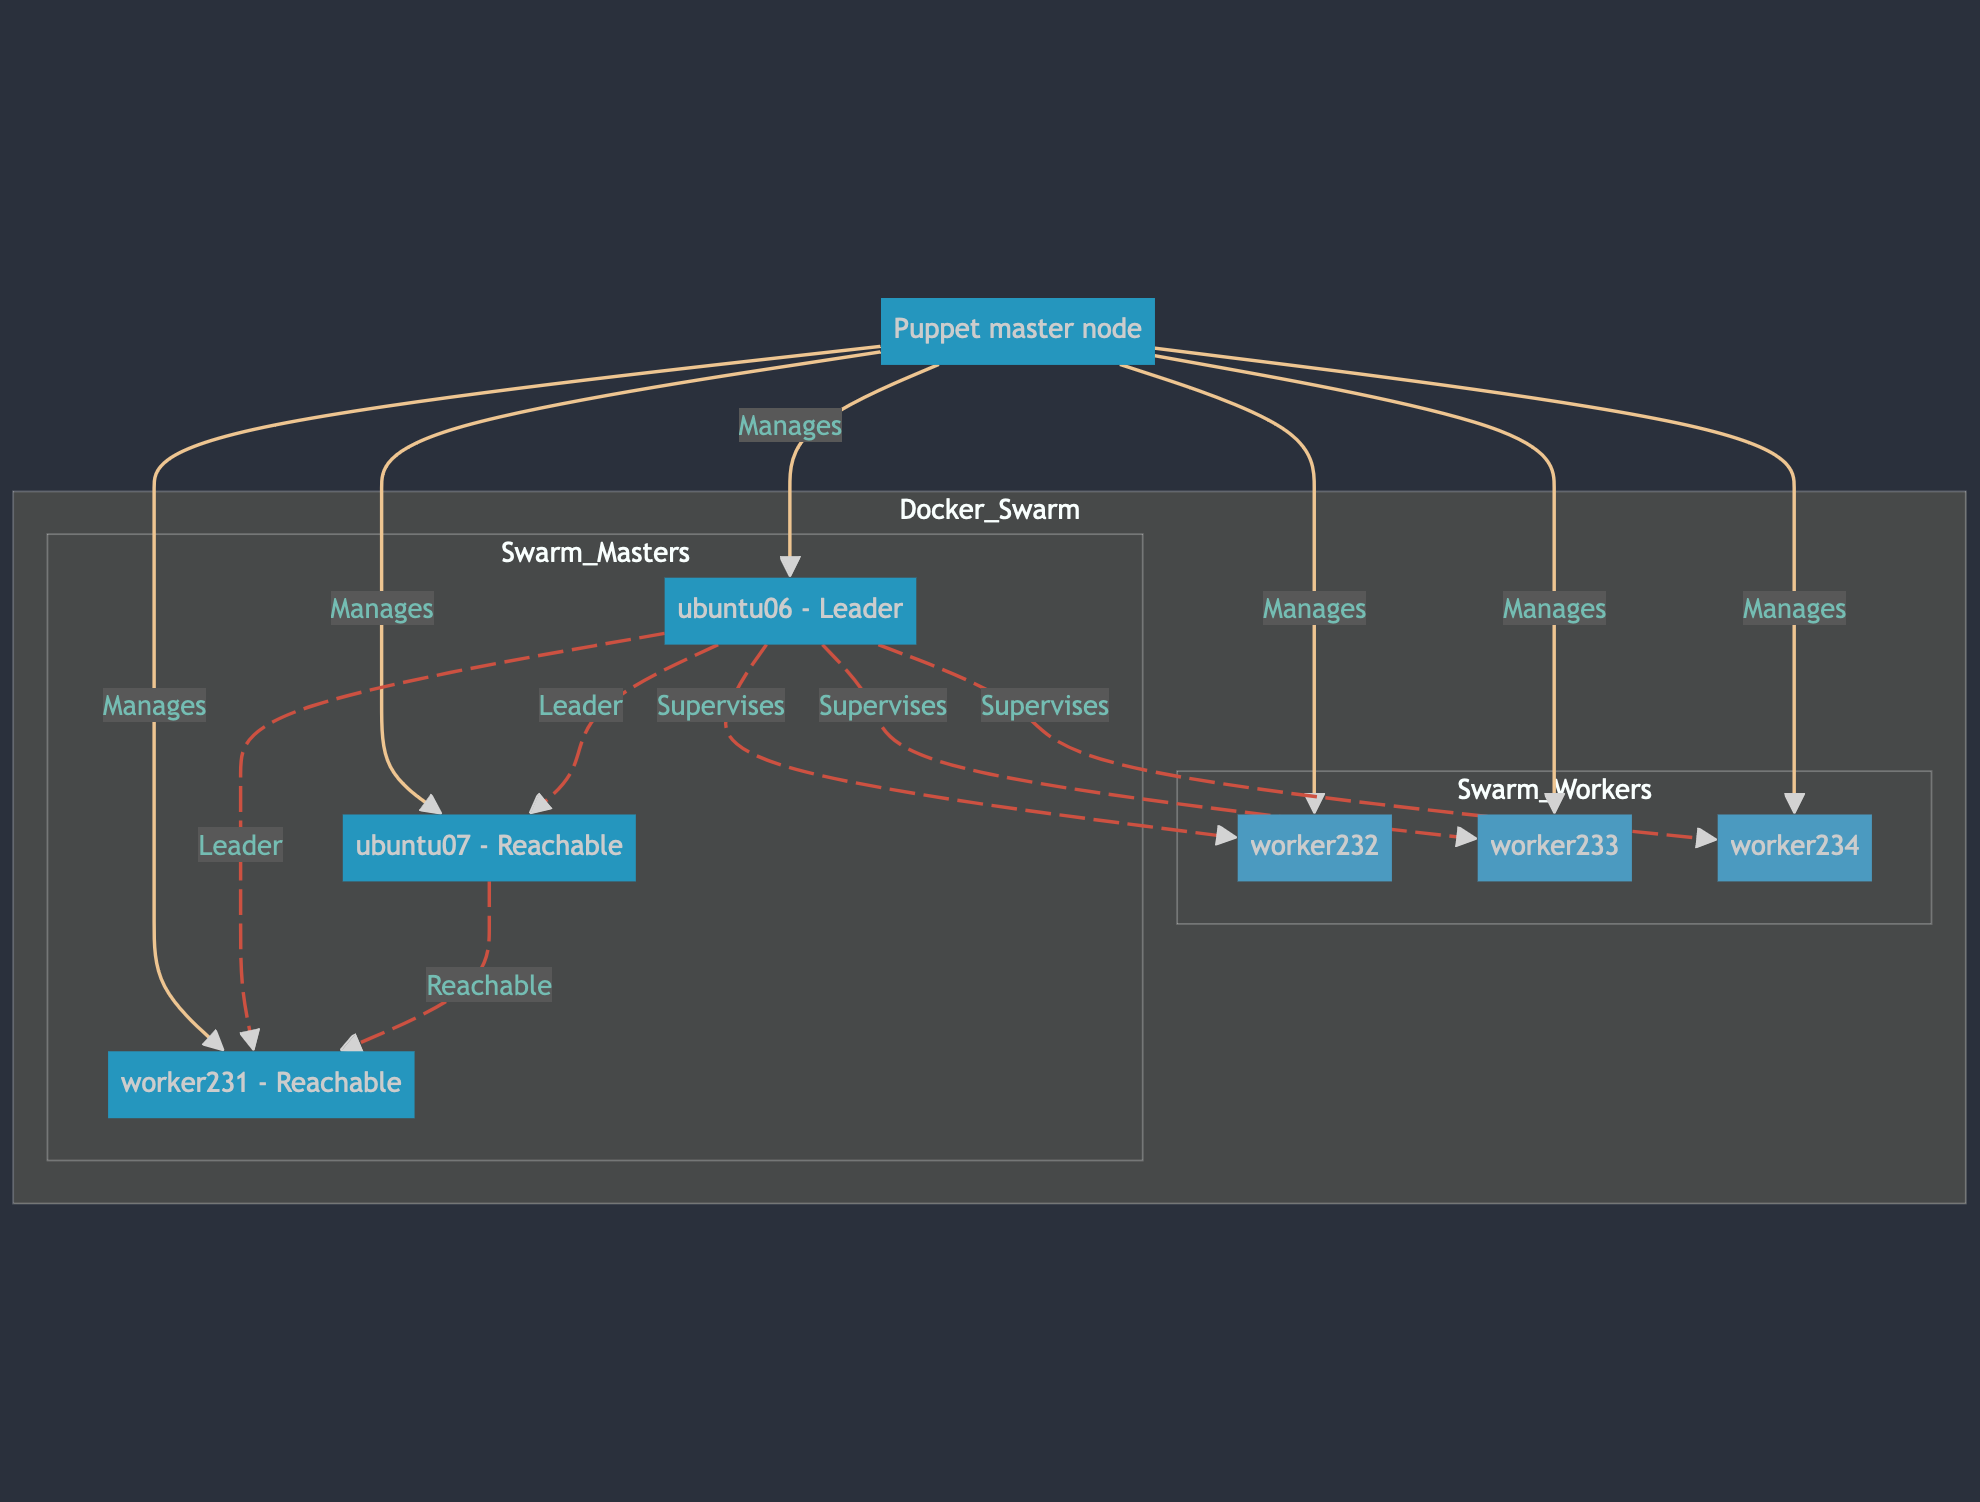 Puppet master node
Manages
Docker_Swarm
Swarm_Masters
ubuntu06 - Leader
Manages
Manages
Manages
Manages
Manages
Leader
Supervises
Supervises
Supervises
Swarm_Workers
Leader
ubuntu07 - Reachable
worker232
worker233
worker234
Reachable
worker231 - Reachable